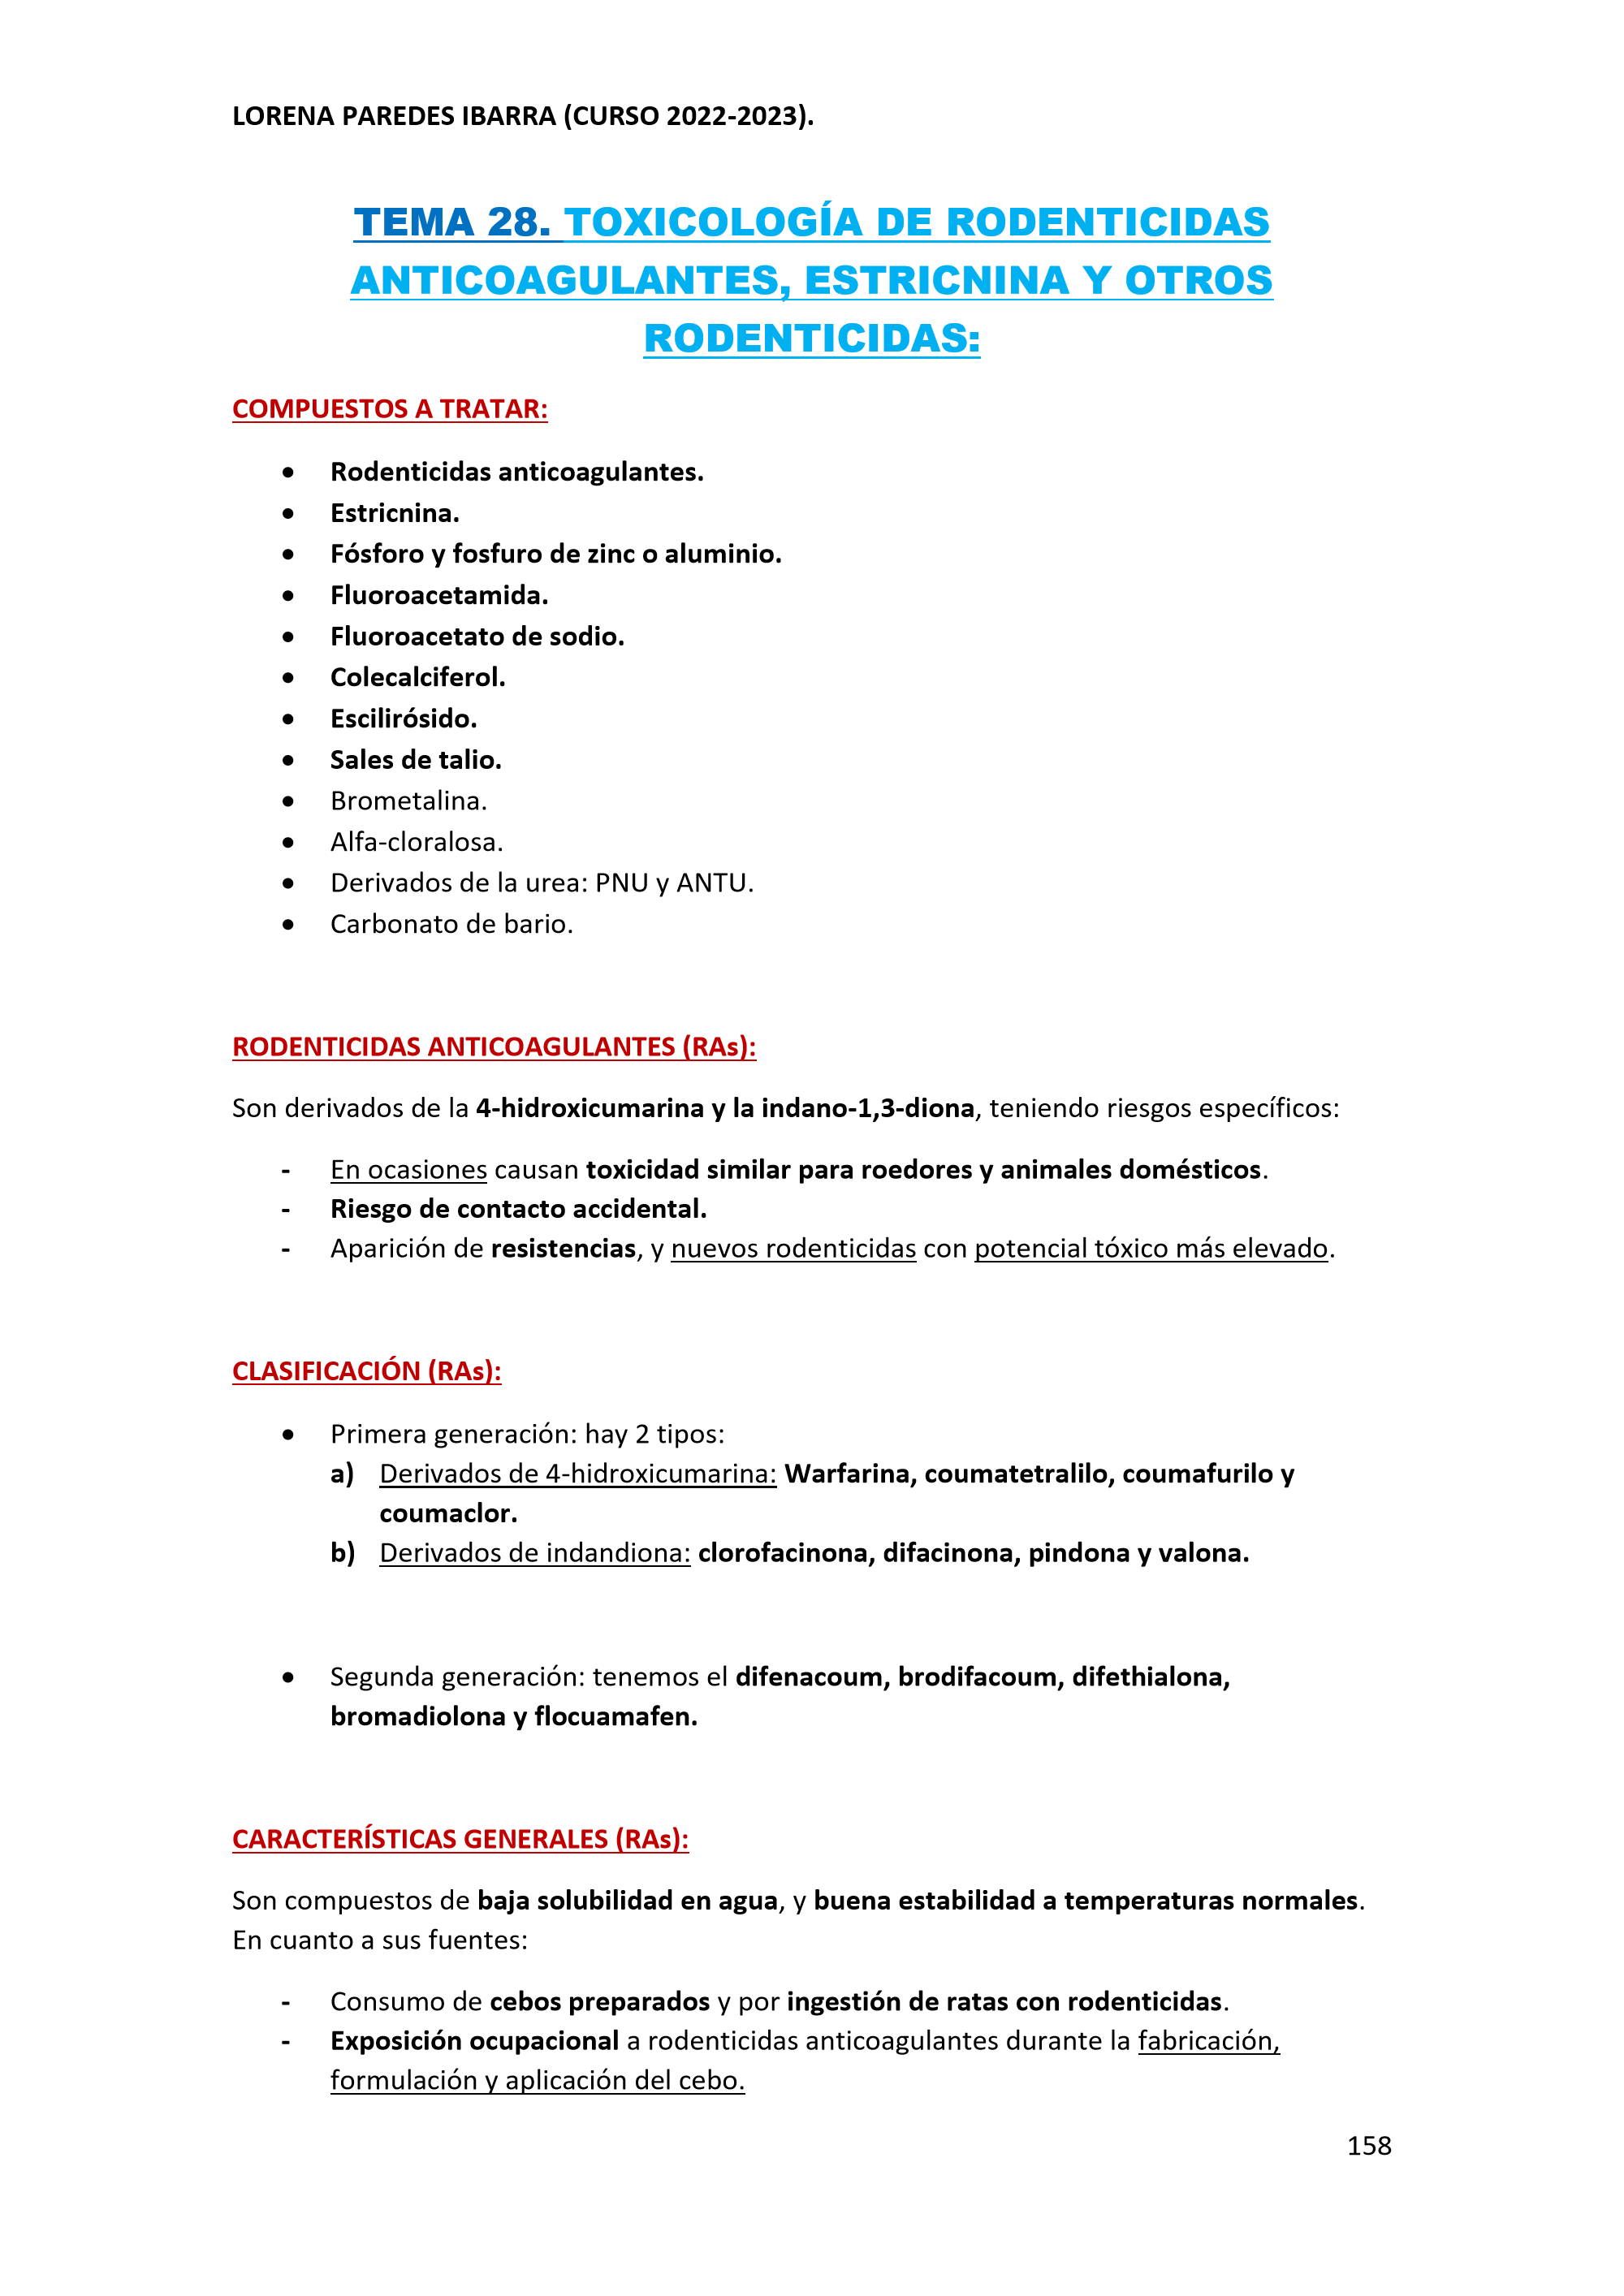 LORENA PAREDES IBARRA (CURSO 2022-2023).
TEMA 28. TOXICOLOGÍA DE RODENTICIDAS
ANTICOAGULANTES, ESTRICNINA Y OTROS
RODENTICIDAS:
COMPUESTOS A TRATAR:
• Rodenticidas anticoagulantes.
• Estricnina.
• Fósforo y fosfuro de zinc o aluminio.
• Fluoroacetamida.
• Fluoroacetato de sodio.
• Colecalciferol.
• Escilirósido.
• Sales de talio.
• Brometalina.
• Alfa-cloralosa.
• Derivados de la urea: PNU y ANTU.
• Carbonato de bario.
RODENTICIDAS ANTICOAGULANTES (RAs):
Son derivados de la 4-hidroxicumarina y la indano-1,3-diona, teniendo riesgos específicos:
- En ocasiones causan toxicidad similar para roedores y animales domésticos.
- Riesgo de contacto accidental.
- Aparición de resistencias, y nuevos rodenticidas con potencial tóxico más elevado.
CLASIFICACIÓN (RAs):
• Primera generación: hay 2 tipos:
a) Derivados de 4-hidroxicumarina: Warfarina, coumatetralilo, coumafurilo y
coumaclor.
b) Derivados de indandiona: clorofacinona, difacinona, pindona y valona.
• Segunda generación: tenemos el difenacoum, brodifacoum, difethialona,
bromadiolona y flocuamafen.
CARACTERÍSTICAS GENERALES (RAs):
Son compuestos de baja solubilidad en agua, y buena estabilidad a temperaturas normales.
En cuanto a sus fuentes:
- Consumo de cebos preparados y por ingestión de ratas con rodenticidas.
- Exposición ocupacional a rodenticidas anticoagulantes durante la fabricación,
formulación y aplicación del cebo.
158